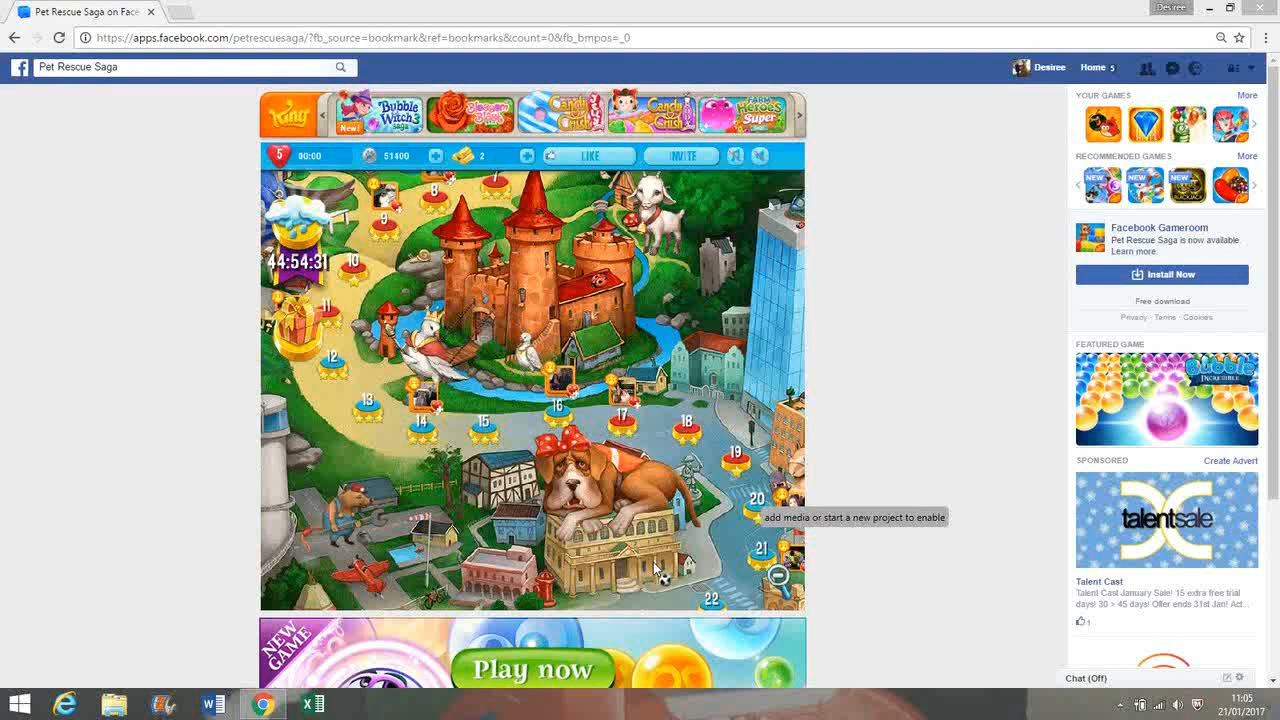 Pet Rescue Saga on Face
Desiree
https://apps.facebook.com/petrescuesaga/?fb_source=bookmark&ref=bookmarks&count=0&fb_bmpos=_0
Pet Rescue Saga
Desiree
Home 5
King
New!
Bubble Witch 3 saga
Blossom Blast
Candy Crush
Candy Crush
FARM Heroes Super
5
00:00
51400
2
LIKE
INVITE
7
8
9
10
44:54:31
11
12
13
14
15
16
17
18
19
20
21
22
add media or start a new project to enable
NEW GAME
Play now
YOUR GAMES
More
RECOMMENDED GAMES
More
NEW
NEW
NEW
Facebook Gameroom
Pet Rescue Saga is now available.
Learn more.
Install Now
Free download
Privacy · Terms · Cookies
FEATURED GAME
Bubble
INCREDIBLE
SPONSORED
Create Advert
talentsale
Talent Cast
Talent Cast January Sale! 15 extra free trial
days! 30 > 45 days! Offer ends 31st Jan! Act...
1
Chat (Off)
11:05
21/01/2017